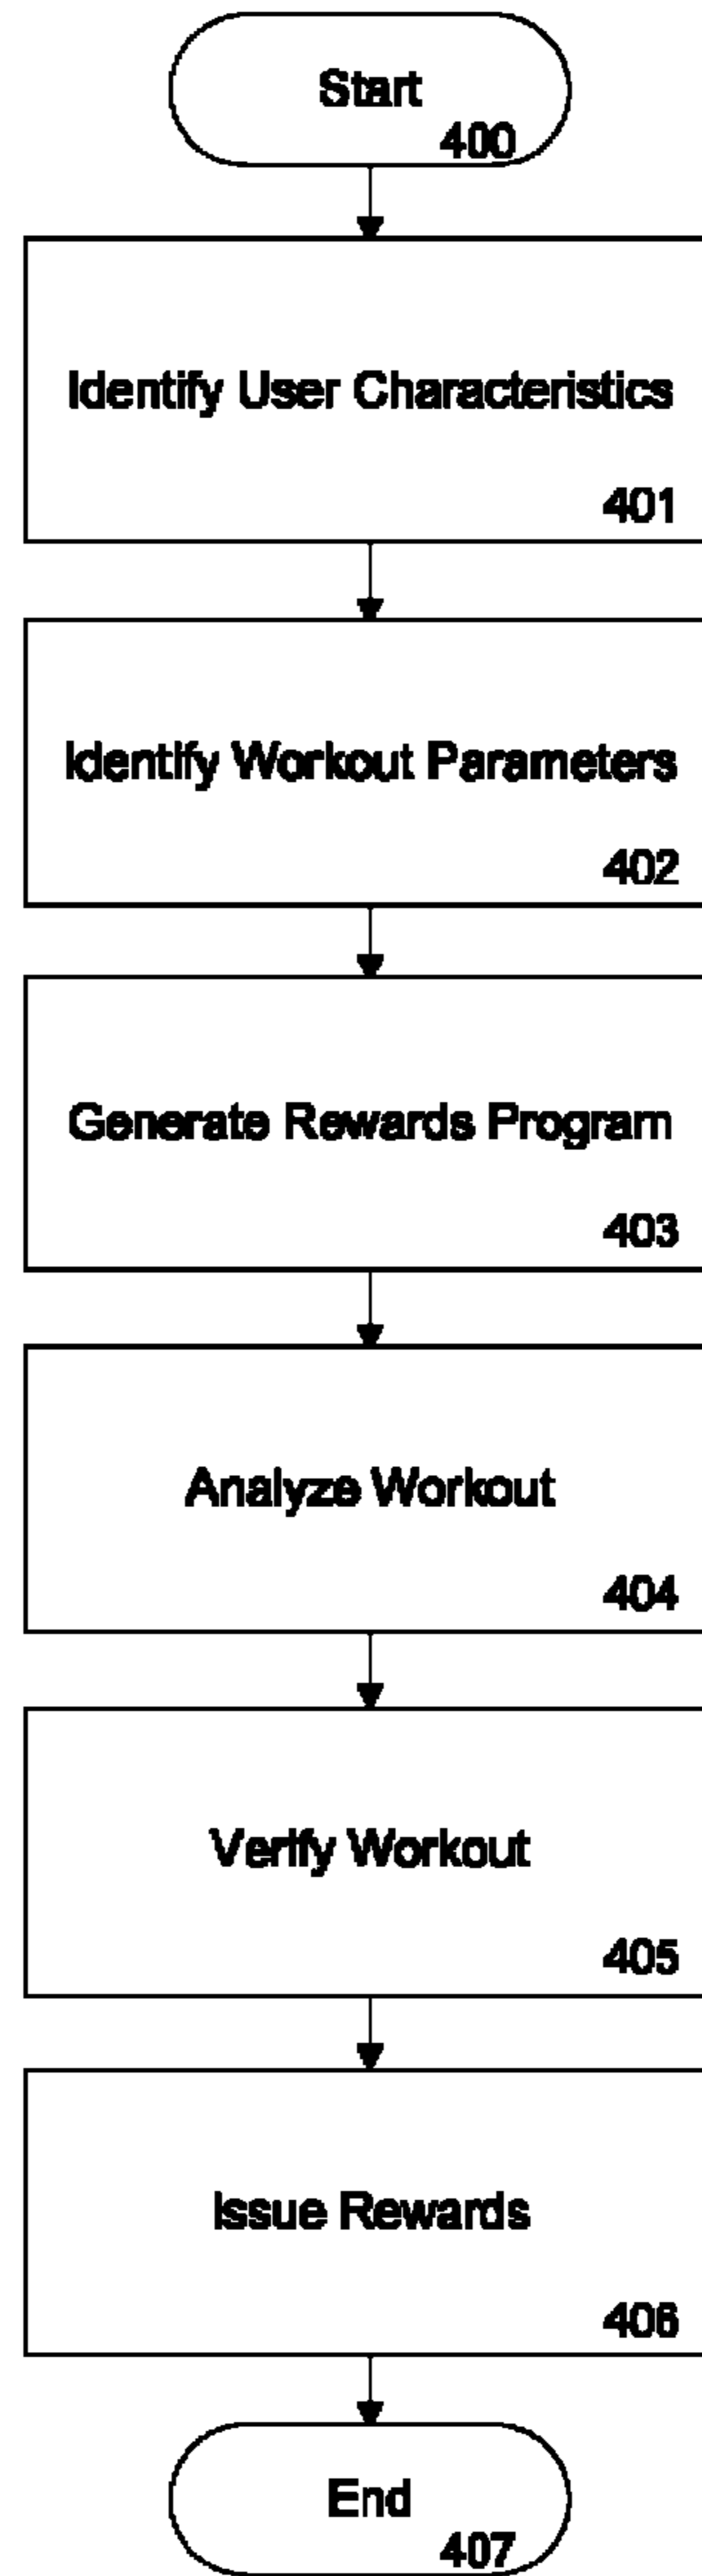 Start
400
Identify User Characteristics
401
Identify Workout Parameters
402
Generate Rewards Program
403
Analyze Workout
404
Verify Workout
405
Issue Rewards
406
End
407